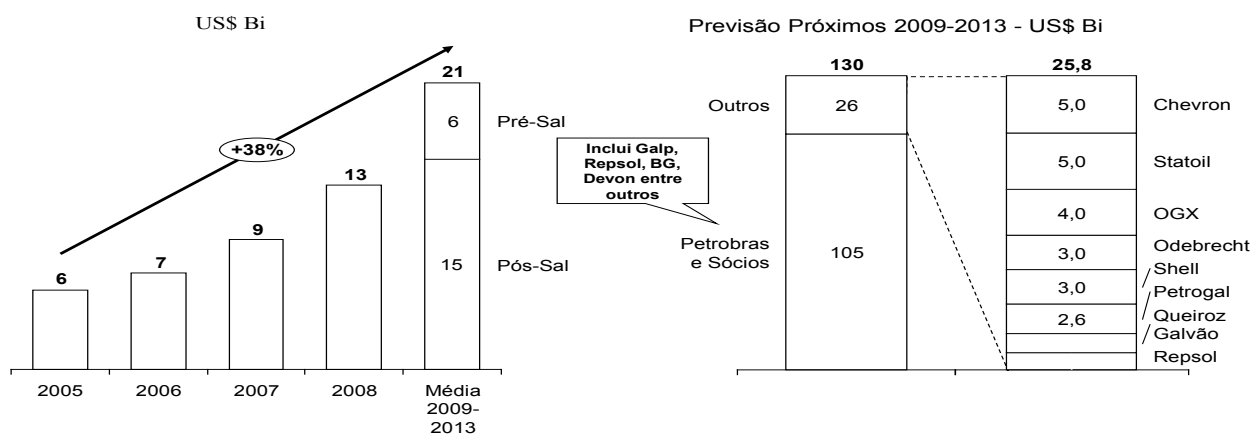 US$ Bi
21
6
Pré-Sal
+38%
13
9
7
6
15
Pós-Sal
2005
2006
2007
2008
Média
2009-
2013
Previsão Próximos 2009-2013 - US$ Bi
130
25,8
Outros
26
5,0
Chevron
Inclui Galp,
Repsol, BG,
Devon entre
outros
5,0
Statoil
4,0
OGX
Petrobras
e Sócios
105
3,0
Odebrecht
3,0
Shell
2,6
Petrogal
Queiroz
Galvão
Repsol